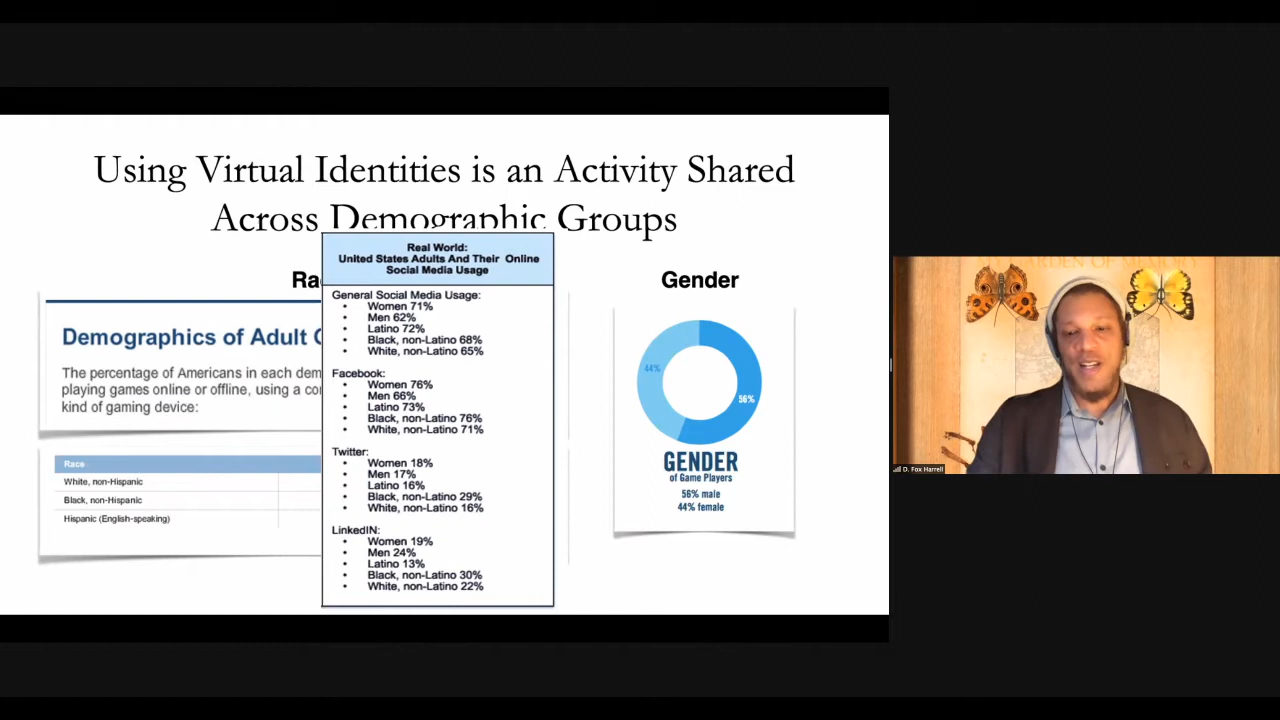 Using Virtual Identities is an Activity Shared
Across Demographic Groups
Real World:
United States Adults And Their Online
Social Media Usage
General Social Media Usage:
• Women 71%
• Men 62%
• Latino 72%
• Black, non-Latino 68%
• White, non-Latino 65%
Facebook:
• Women 76%
• Men 66%
• Latino 73%
• Black, non-Latino 76%
• White, non-Latino 71%
Twitter:
• Women 18%
• Men 17%
• Latino 16%
• Black, non-Latino 29%
• White, non-Latino 16%
LinkedIN:
• Women 19%
• Men 24%
• Latino 13%
• Black, non-Latino 30%
• White, non-Latino 22%
Demographics of Adult
The percentage of Americans in each
playing games online or offline, using a
kind of gaming device:
Race
White, non-Hispanic
Black, non-Hispanic
Hispanic (English-speaking)
Gender
44%
56%
GENDER
of Game Players
56% male
44% female
GARDEN OF MEMORY
D. Fox Harrell